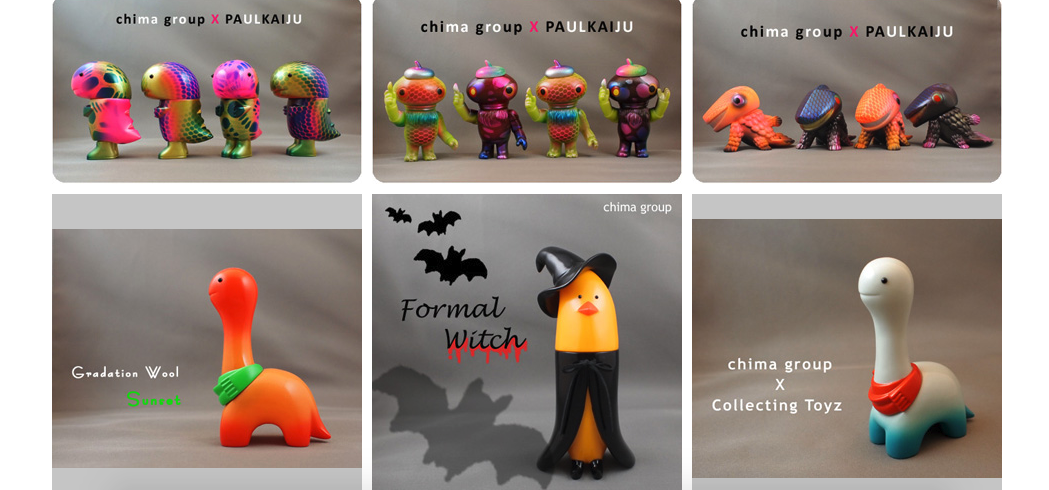 chima group X PAULKAIJU
chima group X PAULKAIJU
chima group X PAULKAIJU
Gradation Wool
Sunset
chima group
Formal
Witch
chima group
X
Collecting Toyz